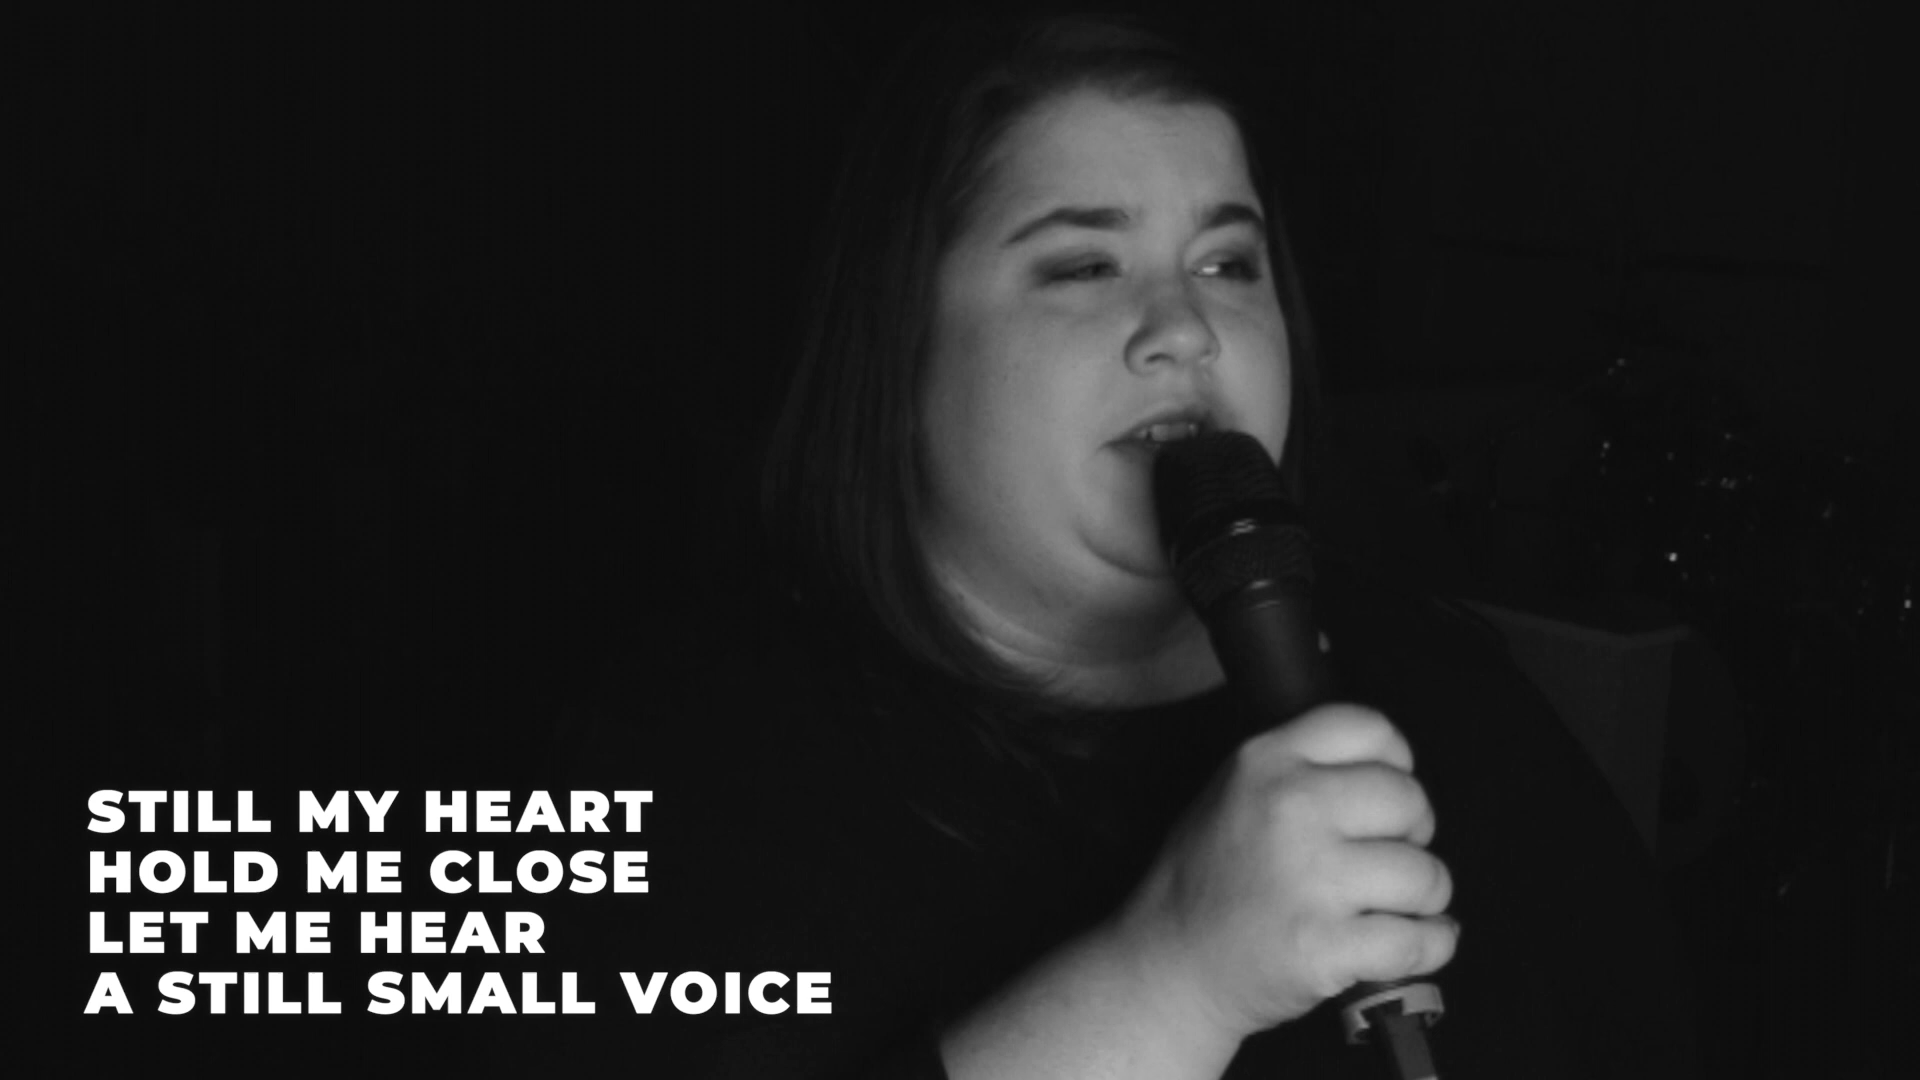 STILL MY HEART
HOLD ME CLOSE
LET ME HEAR
A STILL SMALL VOICE